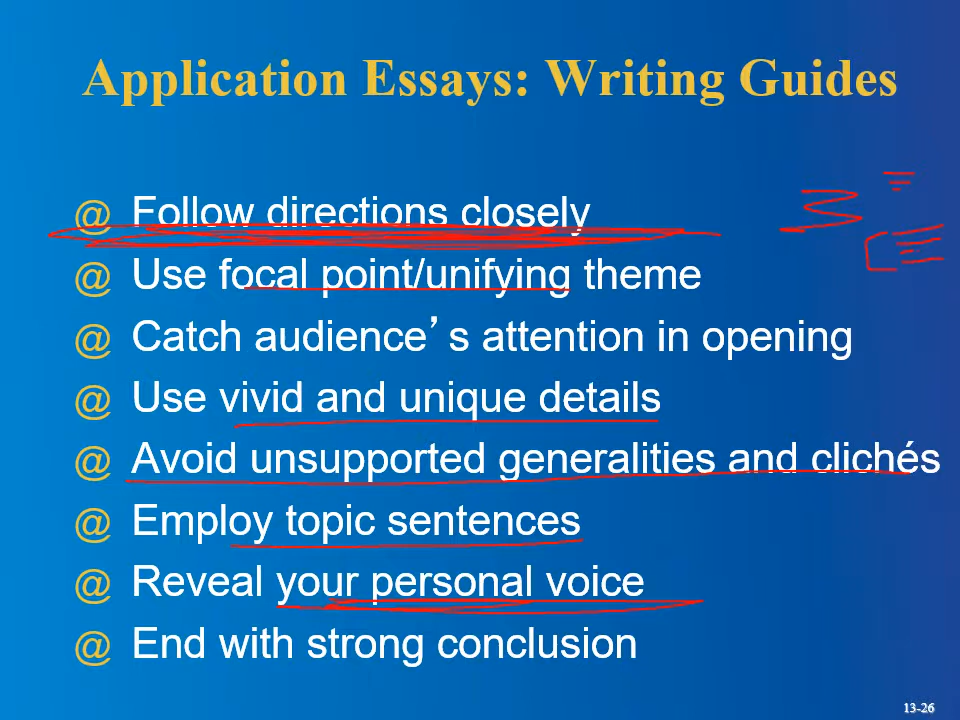 Application Essays: Writing Guides
@ Follow directions closely
@ Use focal point/unifying theme
@ Catch audience’s attention in opening
@ Use vivid and unique details
@ Avoid unsupported generalities and clichés
@ Employ topic sentences
@ Reveal your personal voice
@ End with strong conclusion
13-26